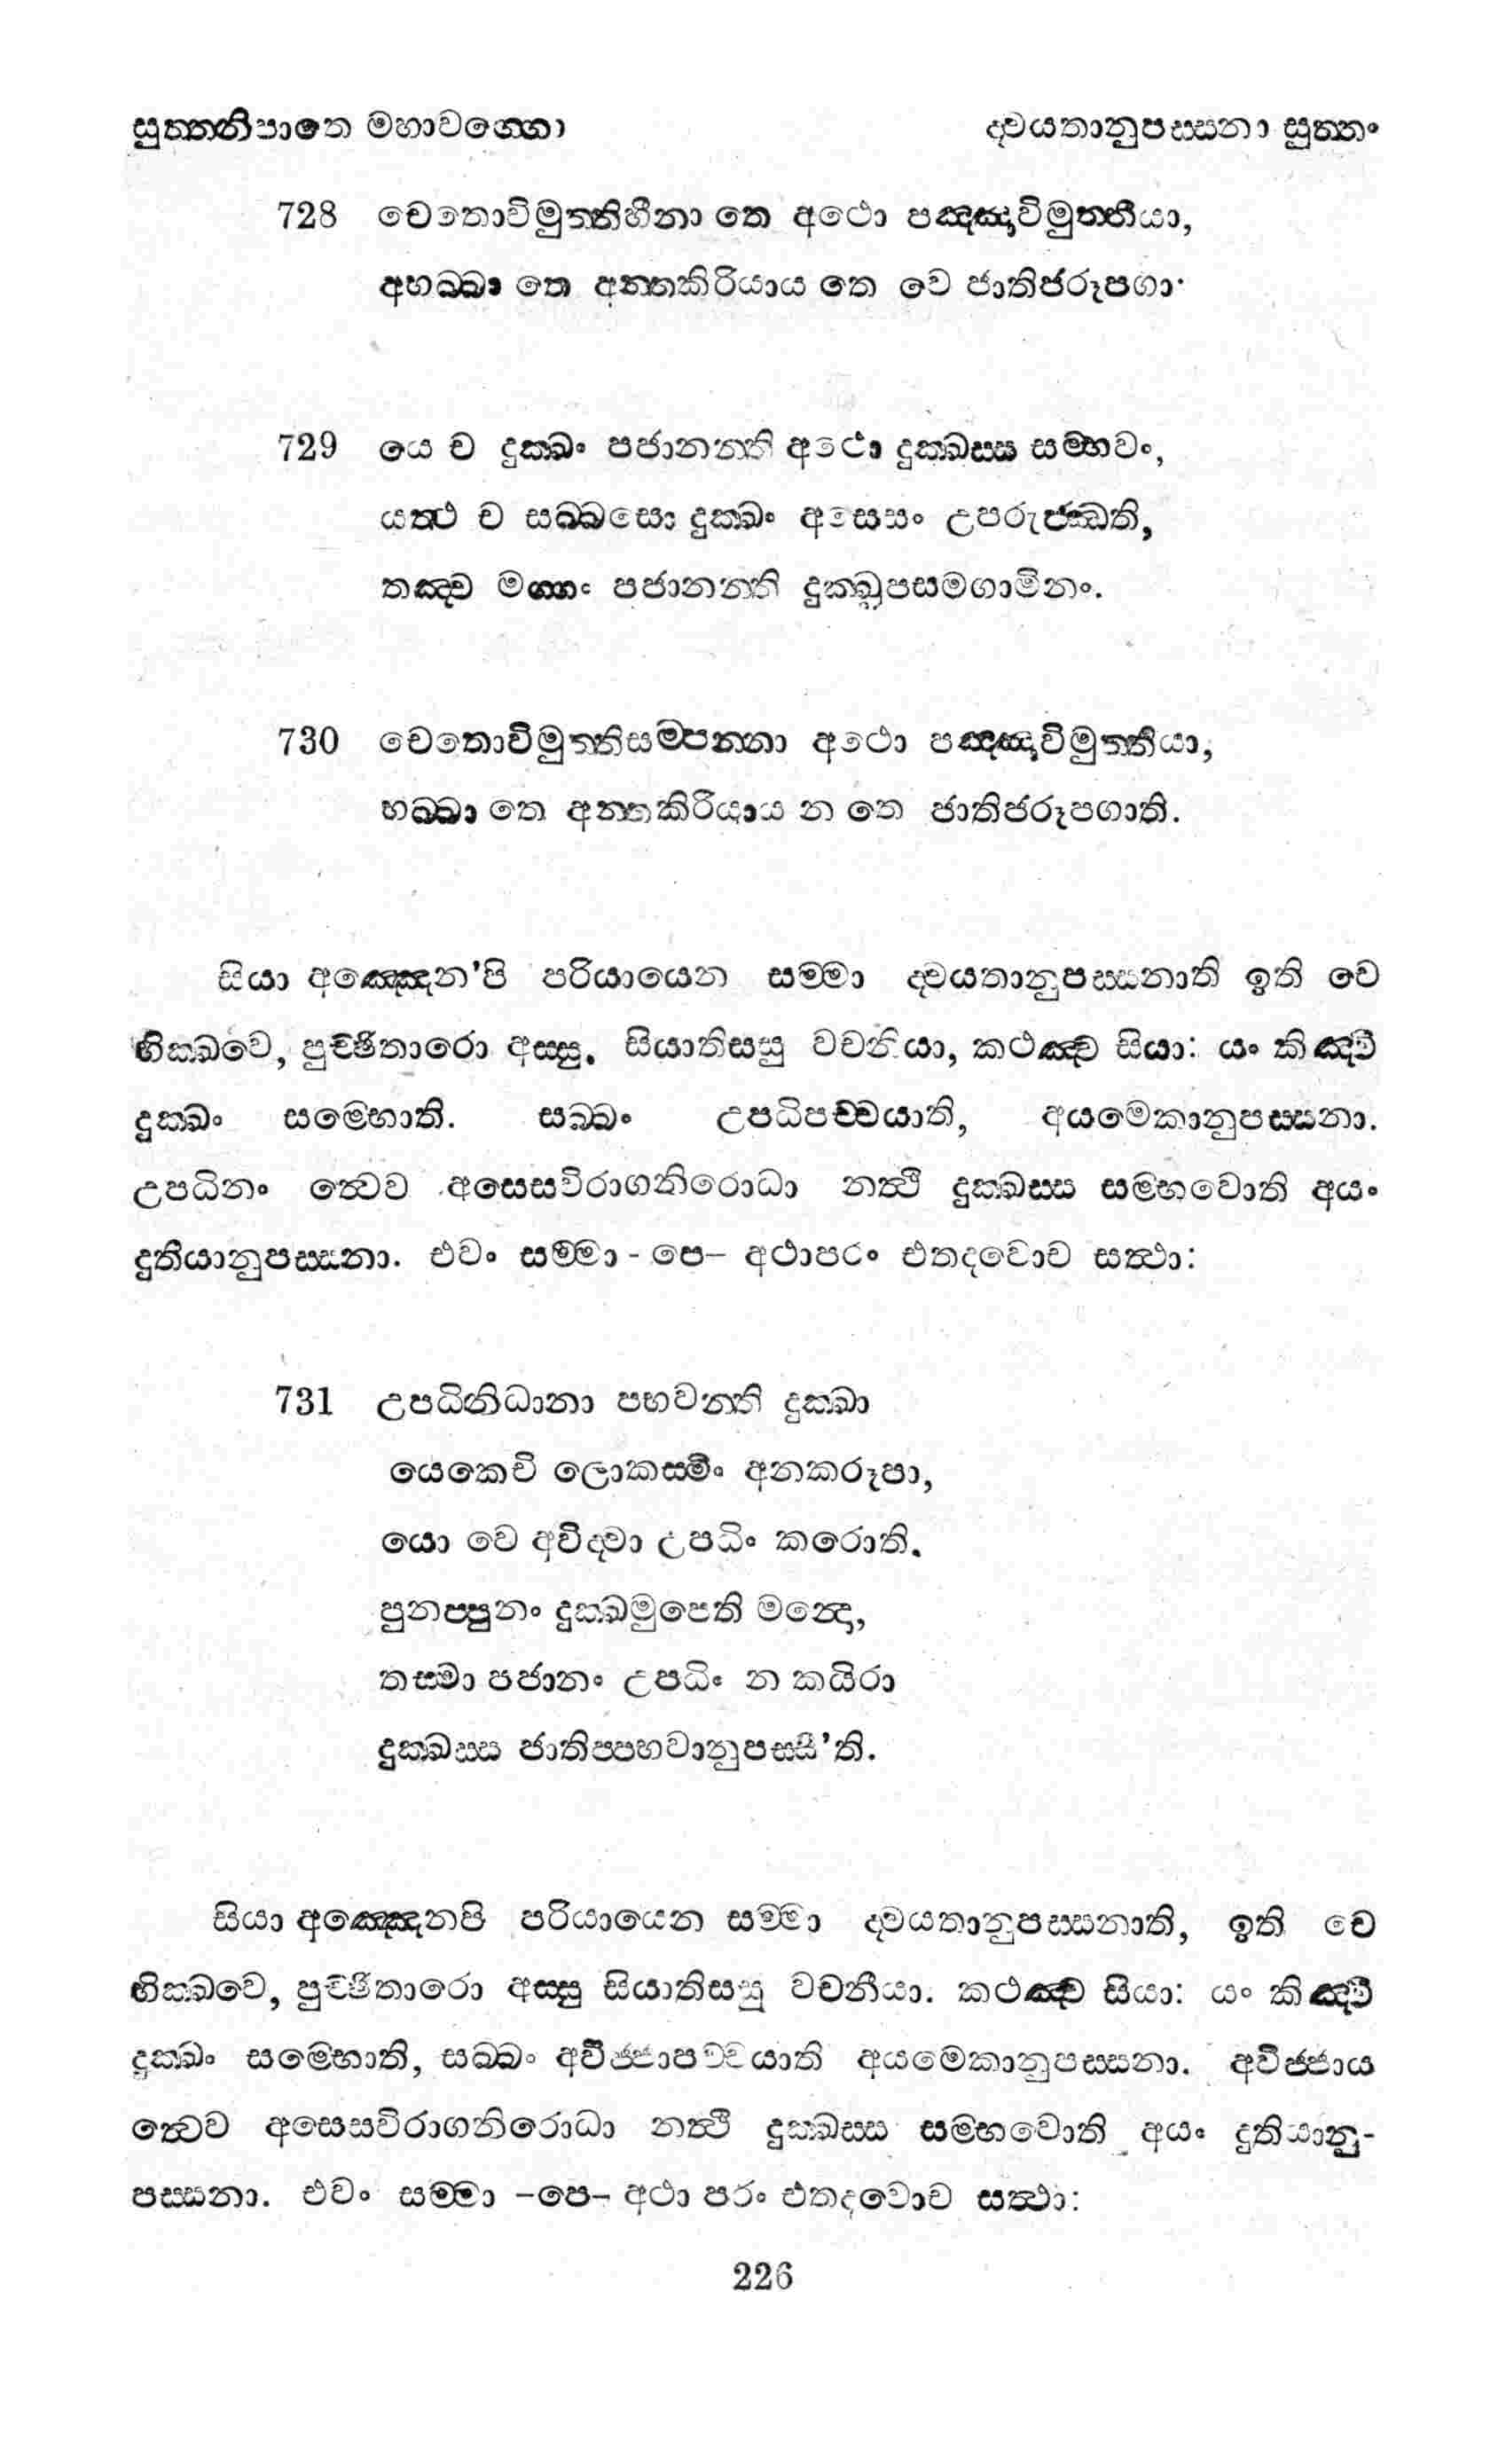 සුත්තනිපාතෙ මහාවග්ගො
ද්වයතානුපස්සනා සුත්තං
728 චෙතොවිමුත්තිහීනා තෙ අථො පඤ්ඤාවිමුත්තියා,
අභබ්බා තෙ අන්තකිරියාය තෙ වෙ ජාතිජරූපගා.
729 යෙ ච දුක්ඛං පජානන්ති අථො දුක්ඛස්ස සම්භවං,
යත්ථ ච සබ්බසො දුක්ඛං අසෙසං උපරුජ්ඣති,
තඤ්ච මග්ගං පජානන්ති දුක්ඛූපසමගාමිනං.
730 චෙතොවිමුත්තිසම්පන්නා අථො පඤ්ඤාවිමුත්තියා,
භබ්බා තෙ අන්තකිරියාය න තෙ ජාතිජරූපගාති.
සියා අඤ්ඤෙන'පි පරියායෙන සම්මා ද්වයතානුපස්සනාති ඉති චෙ
භික්ඛවෙ, පුච්ඡිතාරො අස්සු. සියාතිස්සු වචනියා, කථඤ්ච සියා: යං කිඤ්චි
දුක්ඛං සම්භොති. සබ්බං උපධිපච්චයාති, අයමෙකානුපස්සනා.
උපධිනං ත්වෙව අසෙසවිරාගනිරොධා නත්ථි දුක්ඛස්ස සම්භවොති අයං
දුතියානුපස්සනා. එවං සම්මා - පෙ– අථාපරං එතදවොච සත්ථා:
731 උපධිනිධානා පභවන්ති දුක්ඛා
යෙකෙචි ලොකස්මිං අනකරූපා,
යො වෙ අවිද්වා උපධිං කරොති.
පුනප්පුනං දුක්ඛමුපෙති මන්දො,
තස්මා පජානං උපධිං න කයිරා
දුක්ඛස්ස ජාතිප්පභවානුපස්සී'ති.
සියා අඤ්ඤෙනපි පරියායෙන සම්මා ද්වයතානුපස්සනාති, ඉති චෙ
භික්ඛවෙ, පුච්ඡිතාරො අස්සු සියාතිස්සු වචනීයා. කථඤ්ච සියා: යං කිඤ්චි
දුක්ඛං සම්භොති, සබ්බං අවිජ්ජාපච්චයාති අයමෙකානුපස්සනා. අවිජ්ජාය
ත්වෙව අසෙසවිරාගනිරොධා නත්ථි දුක්ඛස්ස සම්භවොති අයං දුතියානු-
පස්සනා. එවං සම්මා –පෙ– අථා පරං එතදවොච සත්ථා:
226